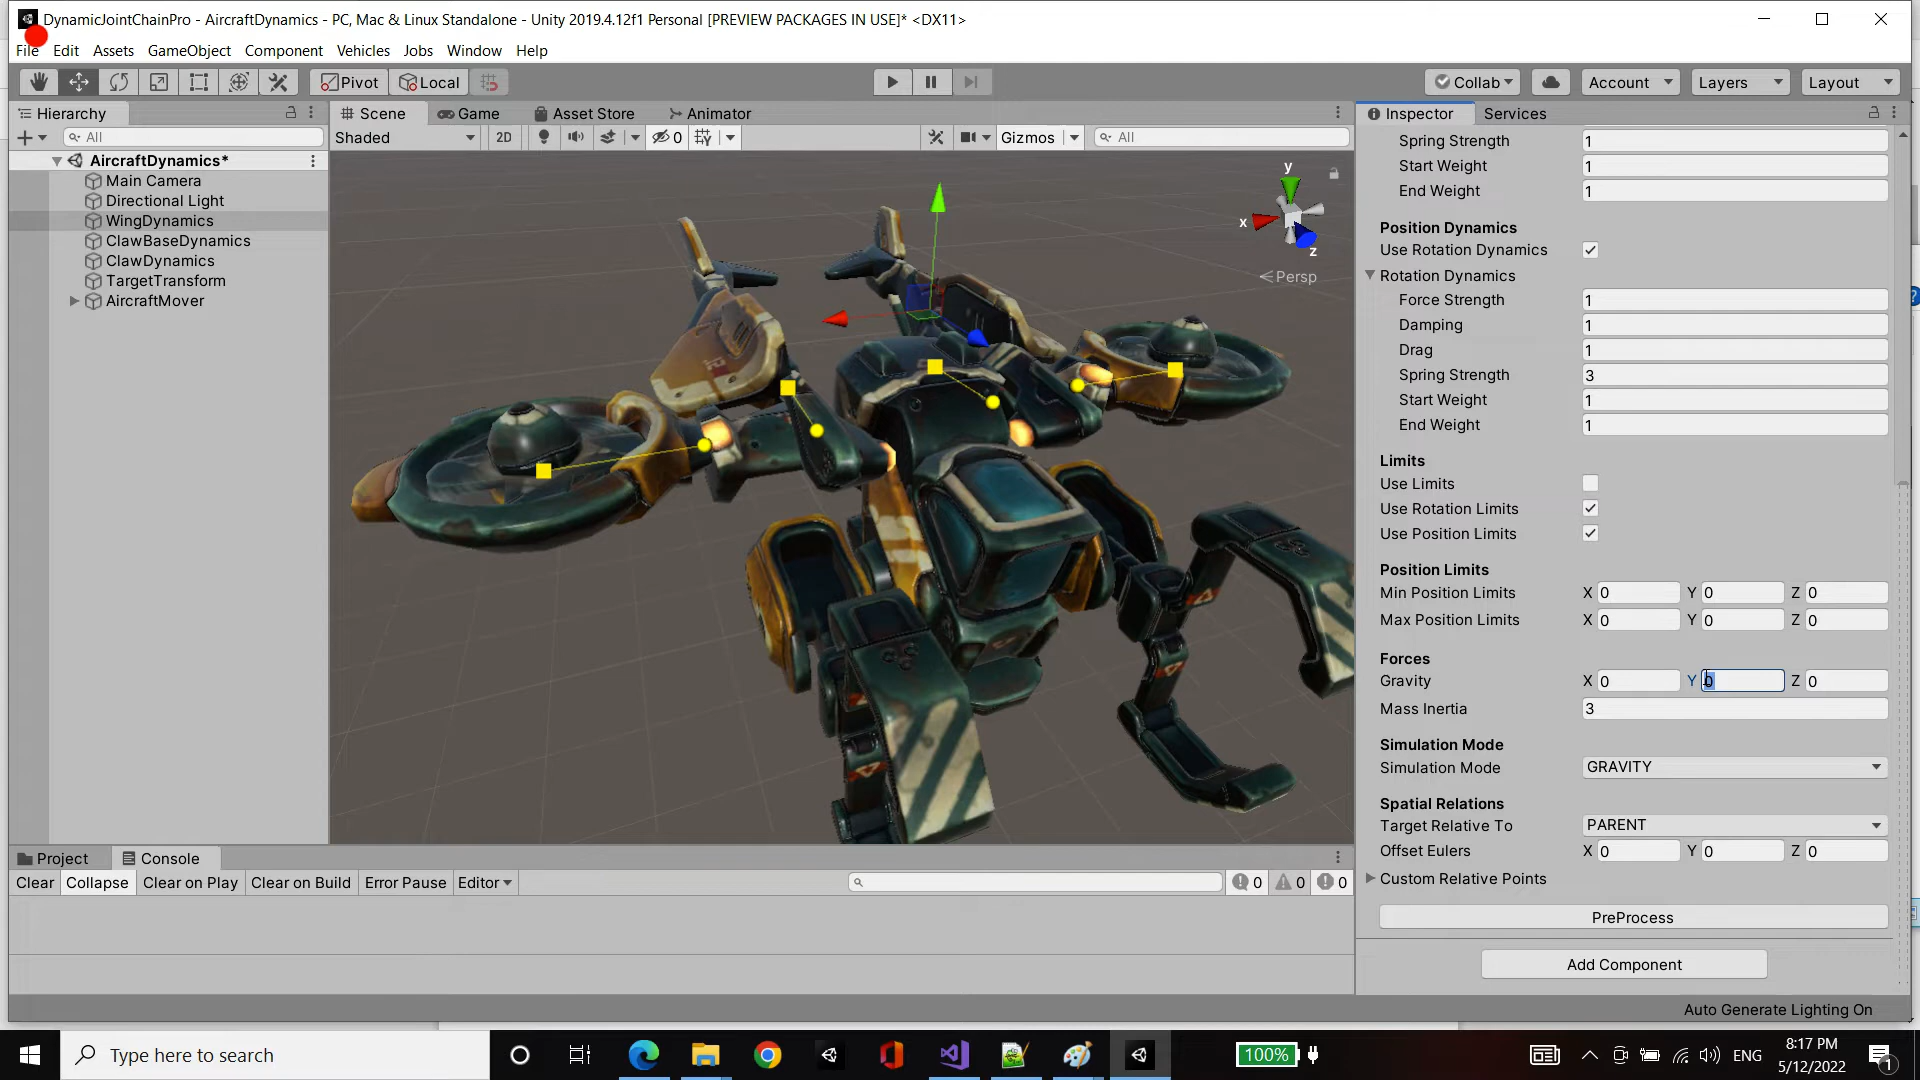 DynamicJointChainPro - AircraftDynamics - PC, Mac & Linux Standalone - Unity 2019.4.12f1 Personal [PREVIEW PACKAGES IN USE]* <DX11>
File Edit Assets GameObject Component Vehicles Jobs Window Help
Pivot Local Collab Account Layers Layout
Hierarchy Scene Game Asset Store Animator Inspector Services
All Shaded 2D 0 Gizmos All
AircraftDynamics*
Main Camera
Directional Light
WingDynamics
ClawBaseDynamics
ClawDynamics
TargetTransform
AircraftMover
y
x
z
Persp
Spring Strength 1
Start Weight 1
End Weight 1
Position Dynamics
Use Rotation Dynamics
Rotation Dynamics
Force Strength 1
Damping 1
Drag 1
Spring Strength 3
Start Weight 1
End Weight 1
Limits
Use Limits
Use Rotation Limits
Use Position Limits
Position Limits
Min Position Limits X 0 Y 0 Z 0
Max Position Limits X 0 Y 0 Z 0
Forces
Gravity X 0 Y 0 Z 0
Mass Inertia 3
Simulation Mode
Simulation Mode GRAVITY
Spatial Relations
Target Relative To PARENT
Offset Eulers X 0 Y 0 Z 0
Custom Relative Points
PreProcess
Add Component
Project Console
Clear Collapse Clear on Play Clear on Build Error Pause Editor 0 0 0
Auto Generate Lighting On
Type here to search
100%
ENG
8:17 PM
5/12/2022
1